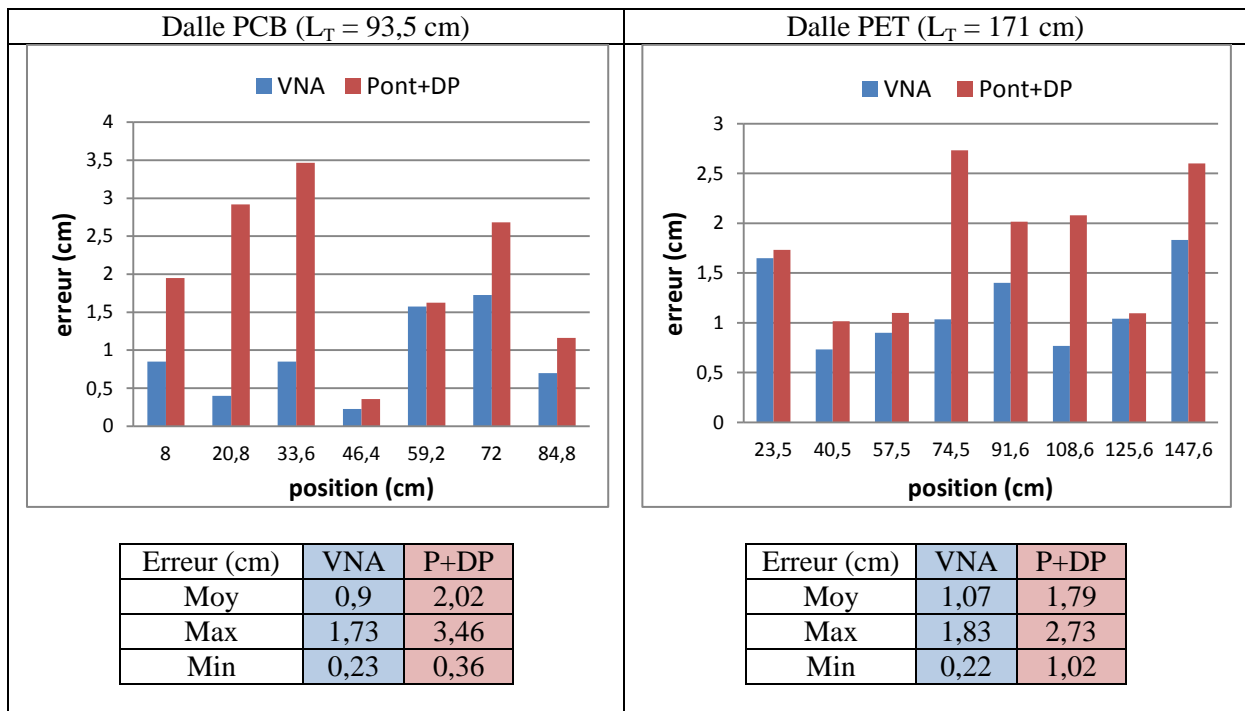 Dalle PCB (L_T = 93,5 cm)
VNA Pont+DP
4
3,5
3
2,5
2
1,5
1
0,5
0
erreur (cm)
8 20,8 33,6 46,4 59,2 72 84,8
position (cm)
Erreur (cm) VNA P+DP
Moy 0,9 2,02
Max 1,73 3,46
Min 0,23 0,36
Dalle PET (L_T = 171 cm)
VNA Pont+DP
3
2,5
2
1,5
1
0,5
0
erreur (cm)
23,5 40,5 57,5 74,5 91,6 108,6 125,6 147,6
position (cm)
Erreur (cm) VNA P+DP
Moy 1,07 1,79
Max 1,83 2,73
Min 0,22 1,02